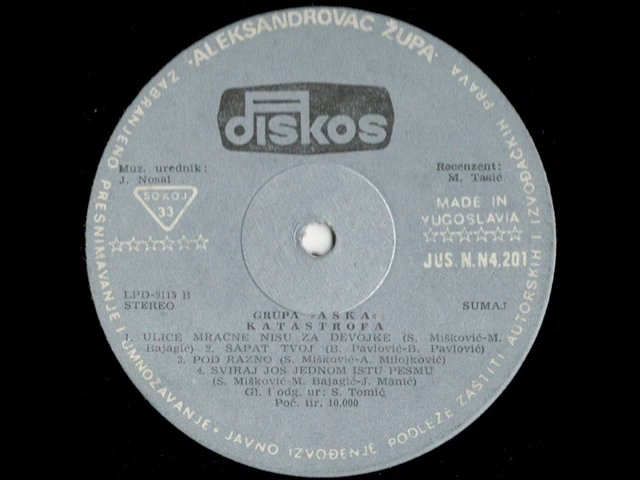 ALEKSANDROVAC ŽUPA
ZABRANJENO PRESNIMAVANJE I UMNOŽAVANJE • JAVNO IZVOĐENJE PODLEŽE ZAŠTITI AUTORSKIH I IZVOĐAČKIH PRAVA
diskos
Muz. urednik:
J. Nosal
Recenzent:
M. Tasić
SOKOJ
33
MADE IN
YUGOSLAVIA
JUS. N.N4.201
LPD-9115 B
STEREO
SUMAJ
GRUPA »ASKA«
KATASTROFA
1. ULICE MRAČNE NISU ZA DEVOJKE (S. Mišković-M.
Bajagić) 2. ŠAPAT TVOJ (B. Pavlović-B. Pavlović)
3. POD RAZNO (S. Mišković-A. Milojković)
4. SVIRAJ JOŠ JEDNOM ISTU PESMU
(S. Mišković-M. Bajagić-J. Manić)
Gl. i odg. ur: S. Tomić
Poč. tir. 10.000